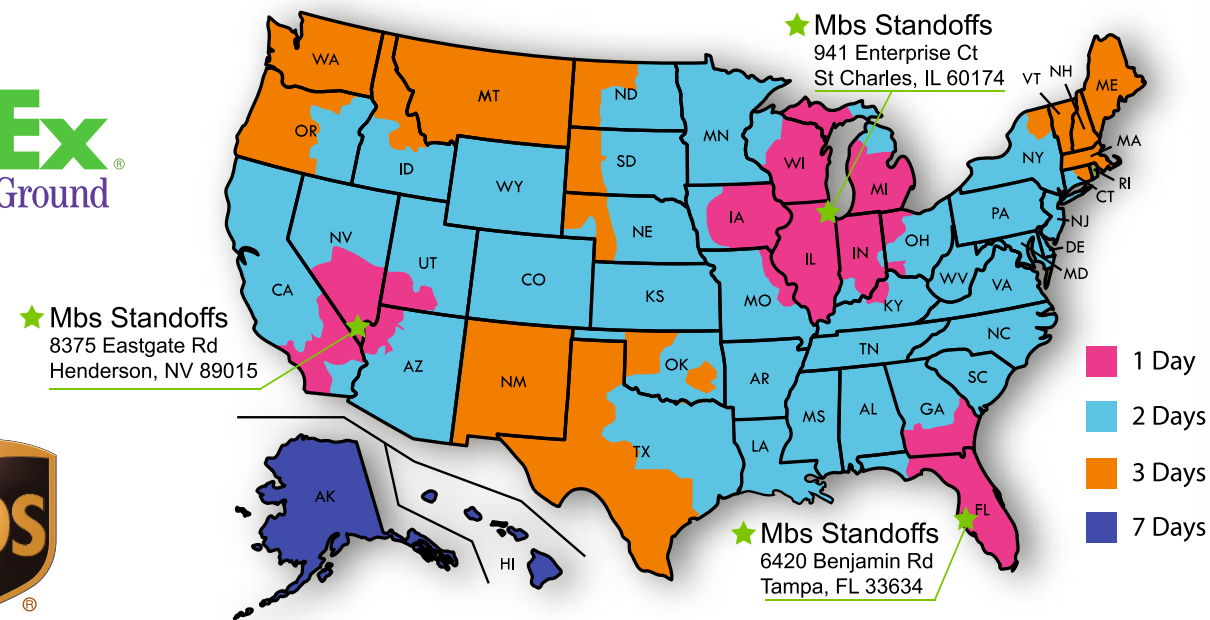 Mbs Standoffs
941 Enterprise Ct
St Charles, IL 60174
Ex
®
Ground
WA
MT
ND
MN
OR
ID
WY
SD
WI
MI
VT
NH
ME
MA
NY
RI
CT
NV
UT
CO
NE
IA
IL
IN
OH
PA
NJ
DE
MD
WV
VA
CA
KS
MO
KY
NC
TN
SC
AZ
NM
OK
AR
MS
AL
GA
TX
LA
FL
AK
HI
Mbs Standoffs
8375 Eastgate Rd
Henderson, NV 89015
1 Day
2 Days
3 Days
7 Days
Mbs Standoffs
6420 Benjamin Rd
Tampa, FL 33634
ps
®